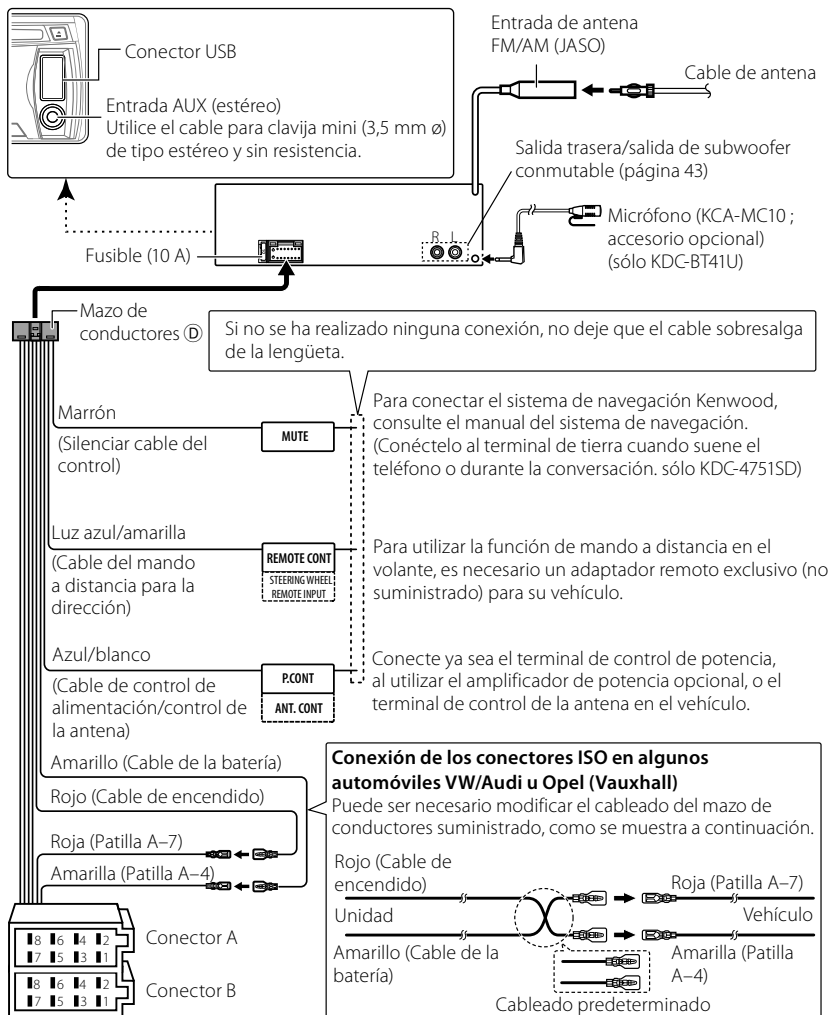 Conector USB
Entrada AUX (estéreo)
Utilice el cable para clavija mini (3,5 mm ø)
de tipo estéreo y sin resistencia.
Entrada de antena
FM/AM (JASO)
Cable de antena
Salida trasera/salida de subwoofer
conmutable (página 43)
R L
Micrófono (KCA-MC10 ;
accesorio opcional)
(sólo KDC-BT41U)
Fusible (10 A)
Mazo de
conductores Ⓓ
Si no se ha realizado ninguna conexión, no deje que el cable sobresalga
de la lengüeta.
Marrón
(Silenciar cable del
control)
MUTE
Para conectar el sistema de navegación Kenwood,
consulte el manual del sistema de navegación.
(Conéctelo al terminal de tierra cuando suene el
teléfono o durante la conversación. sólo KDC-4751SD)
Luz azul/amarilla
(Cable del mando
a distancia para la
dirección)
REMOTE CONT
STEERING WHEEL
REMOTE INPUT
Para utilizar la función de mando a distancia en el
volante, es necesario un adaptador remoto exclusivo (no
suministrado) para su vehículo.
Azul/blanco
(Cable de control de
alimentación/control de
la antena)
P.CONT
ANT. CONT
Conecte ya sea el terminal de control de potencia,
al utilizar el amplificador de potencia opcional, o el
terminal de control de la antena en el vehículo.
Amarillo (Cable de la batería)
Rojo (Cable de encendido)
Roja (Patilla A–7)
Amarilla (Patilla A–4)
8 6 4 2
7 5 3 1
Conector A
8 6 4 2
7 5 3 1
Conector B
Conexión de los conectores ISO en algunos
automóviles VW/Audi u Opel (Vauxhall)
Puede ser necesario modificar el cableado del mazo de
conductores suministrado, como se muestra a continuación.
Rojo (Cable de
encendido)
Roja (Patilla A–7)
Unidad
Vehículo
Amarillo (Cable de la
batería)
Amarilla (Patilla
A–4)
Cableado predeterminado